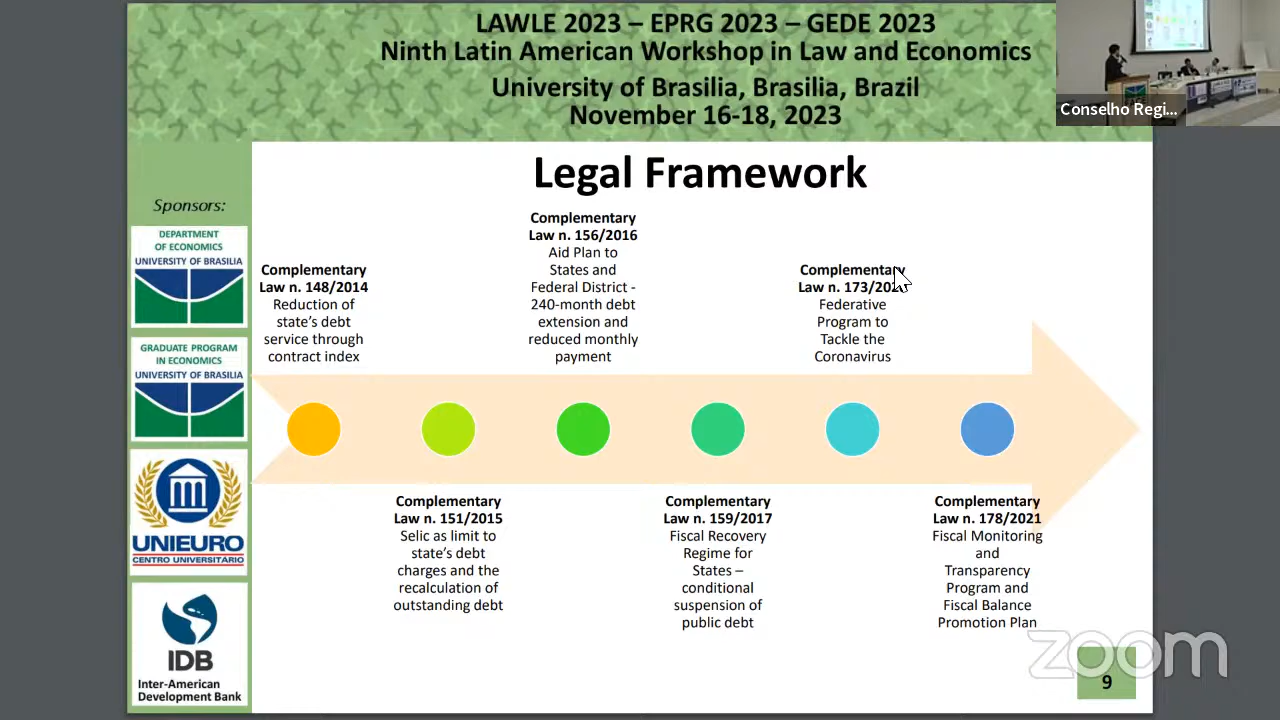 LAWLE 2023 – EPRG 2023 – GEDE 2023
Ninth Latin American Workshop in Law and Economics
University of Brasilia, Brasilia, Brazil
November 16-18, 2023
Conselho Regi...
Legal Framework
Sponsors:
DEPARTMENT
OF ECONOMICS
UNIVERSITY OF BRASILIA
GRADUATE PROGRAM
IN ECONOMICS
UNIVERSITY OF BRASILIA
UNIEURO
CENTRO UNIVERSITARIO
IDB
Inter-American
Development Bank
Complementary
Law n. 148/2014
Reduction of
state's debt
service through
contract index
Complementary
Law n. 151/2015
Selic as limit to
state's debt
charges and the
recalculation of
outstanding debt
Complementary
Law n. 156/2016
Aid Plan to
States and
Federal District -
240-month debt
extension and
reduced monthly
payment
Complementary
Law n. 159/2017
Fiscal Recovery
Regime for
States –
conditional
suspension of
public debt
Complementary
Law n.
Federative
Program to
Tackle the
Coronavirus
Complementary
Law n. 178/2021
Fiscal Monitoring
and
Transparency
Program and
Fiscal Balance
Promotion Plan
zoom
9